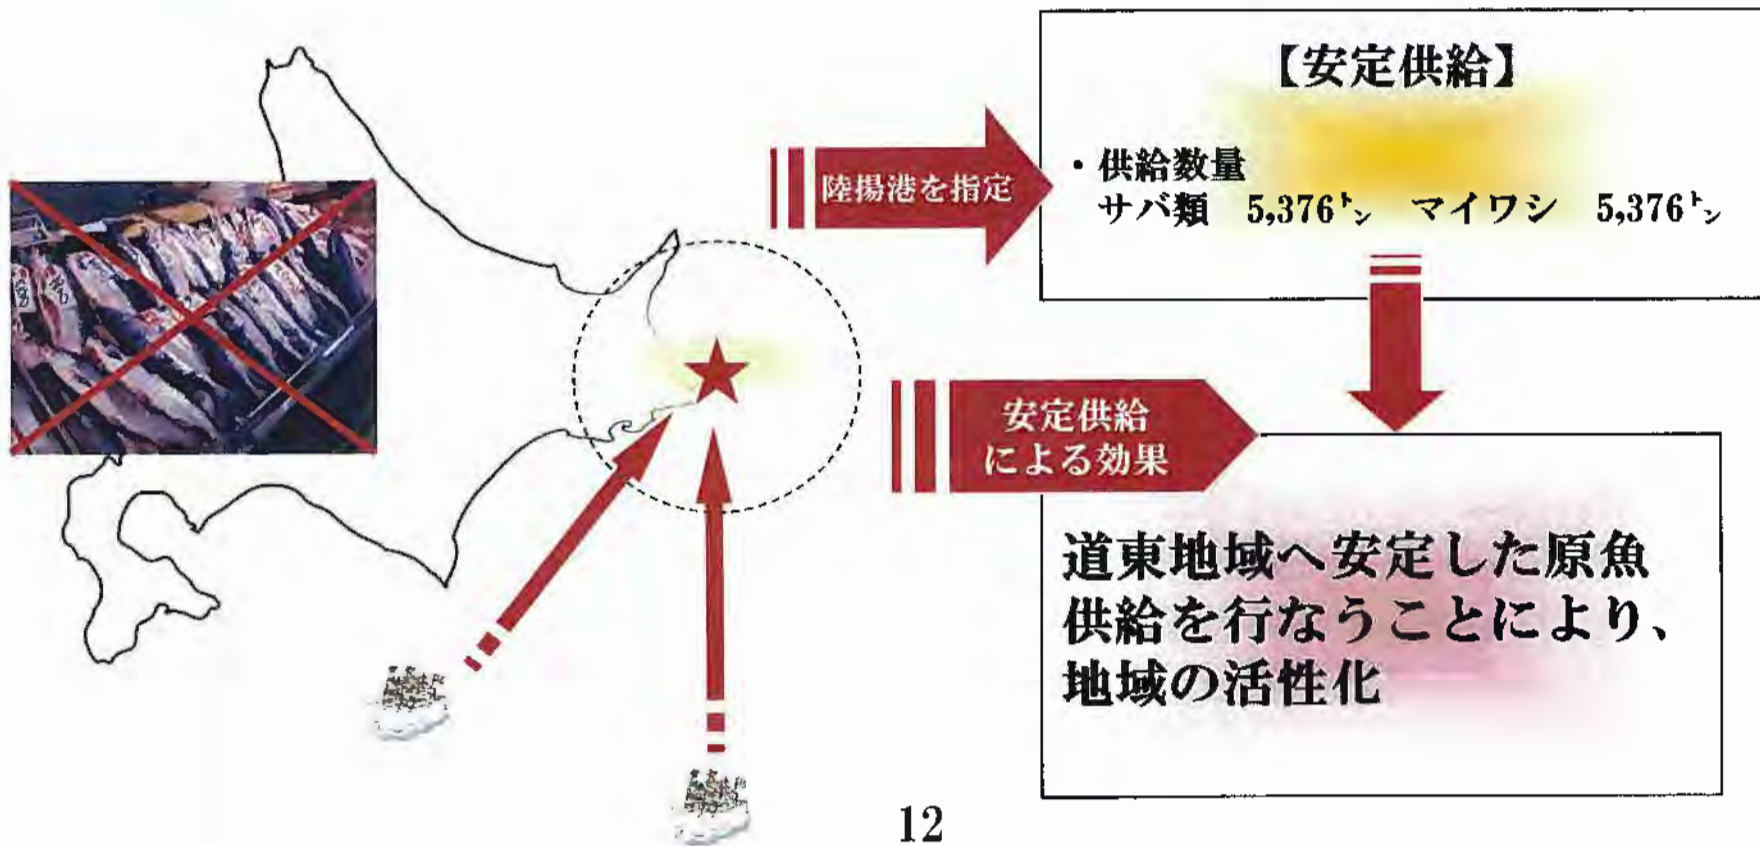 【安定供給】
・供給数量
サバ類 5,376㌧ マイワシ 5,376㌧
陸揚港を指定
安定供給
による効果
道東地域へ安定した原魚
供給を行なうことにより、
地域の活性化
12